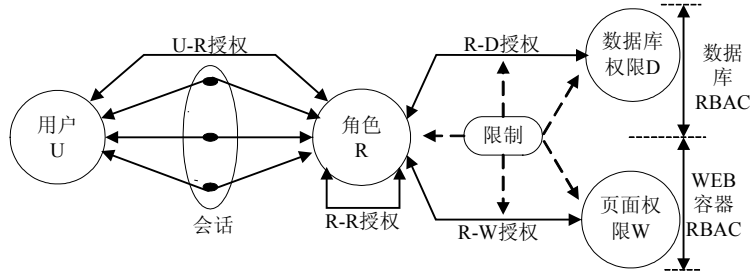 U-R授权
R-D授权
数据库
权限D
数据
库
RBAC
用户
U
角色
R
限制
会话
R-R授权
R-W授权
页面权
限W
WEB
容器
RBAC